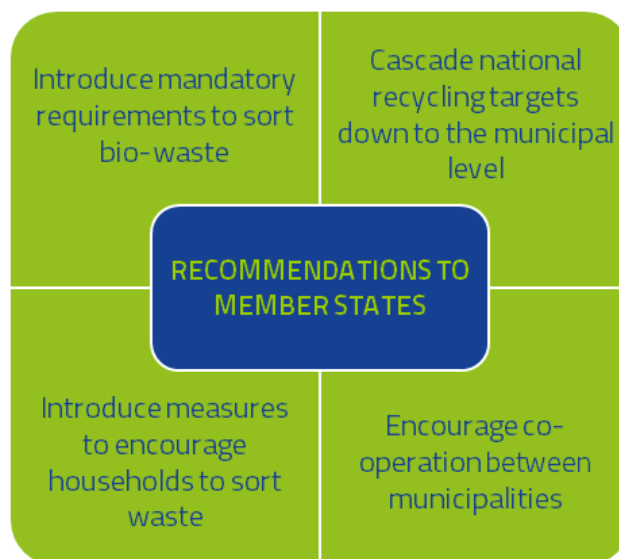 Introduce mandatory
requirements to sort
bio-waste
Cascade national
recycling targets
down to the municipal
level
RECOMMENDATIONS TO
MEMBER STATES
Introduce measures
to encourage
households to sort
waste
Encourage co-
operation between
municipalities